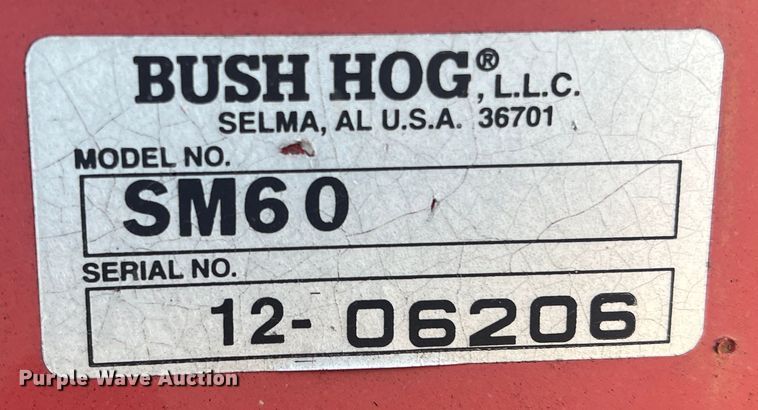 BUSH HOG®, L.L.C.
SELMA, AL U.S.A. 36701
MODEL NO.
SM60
SERIAL NO.
12- 06206
Purple Wave Auction